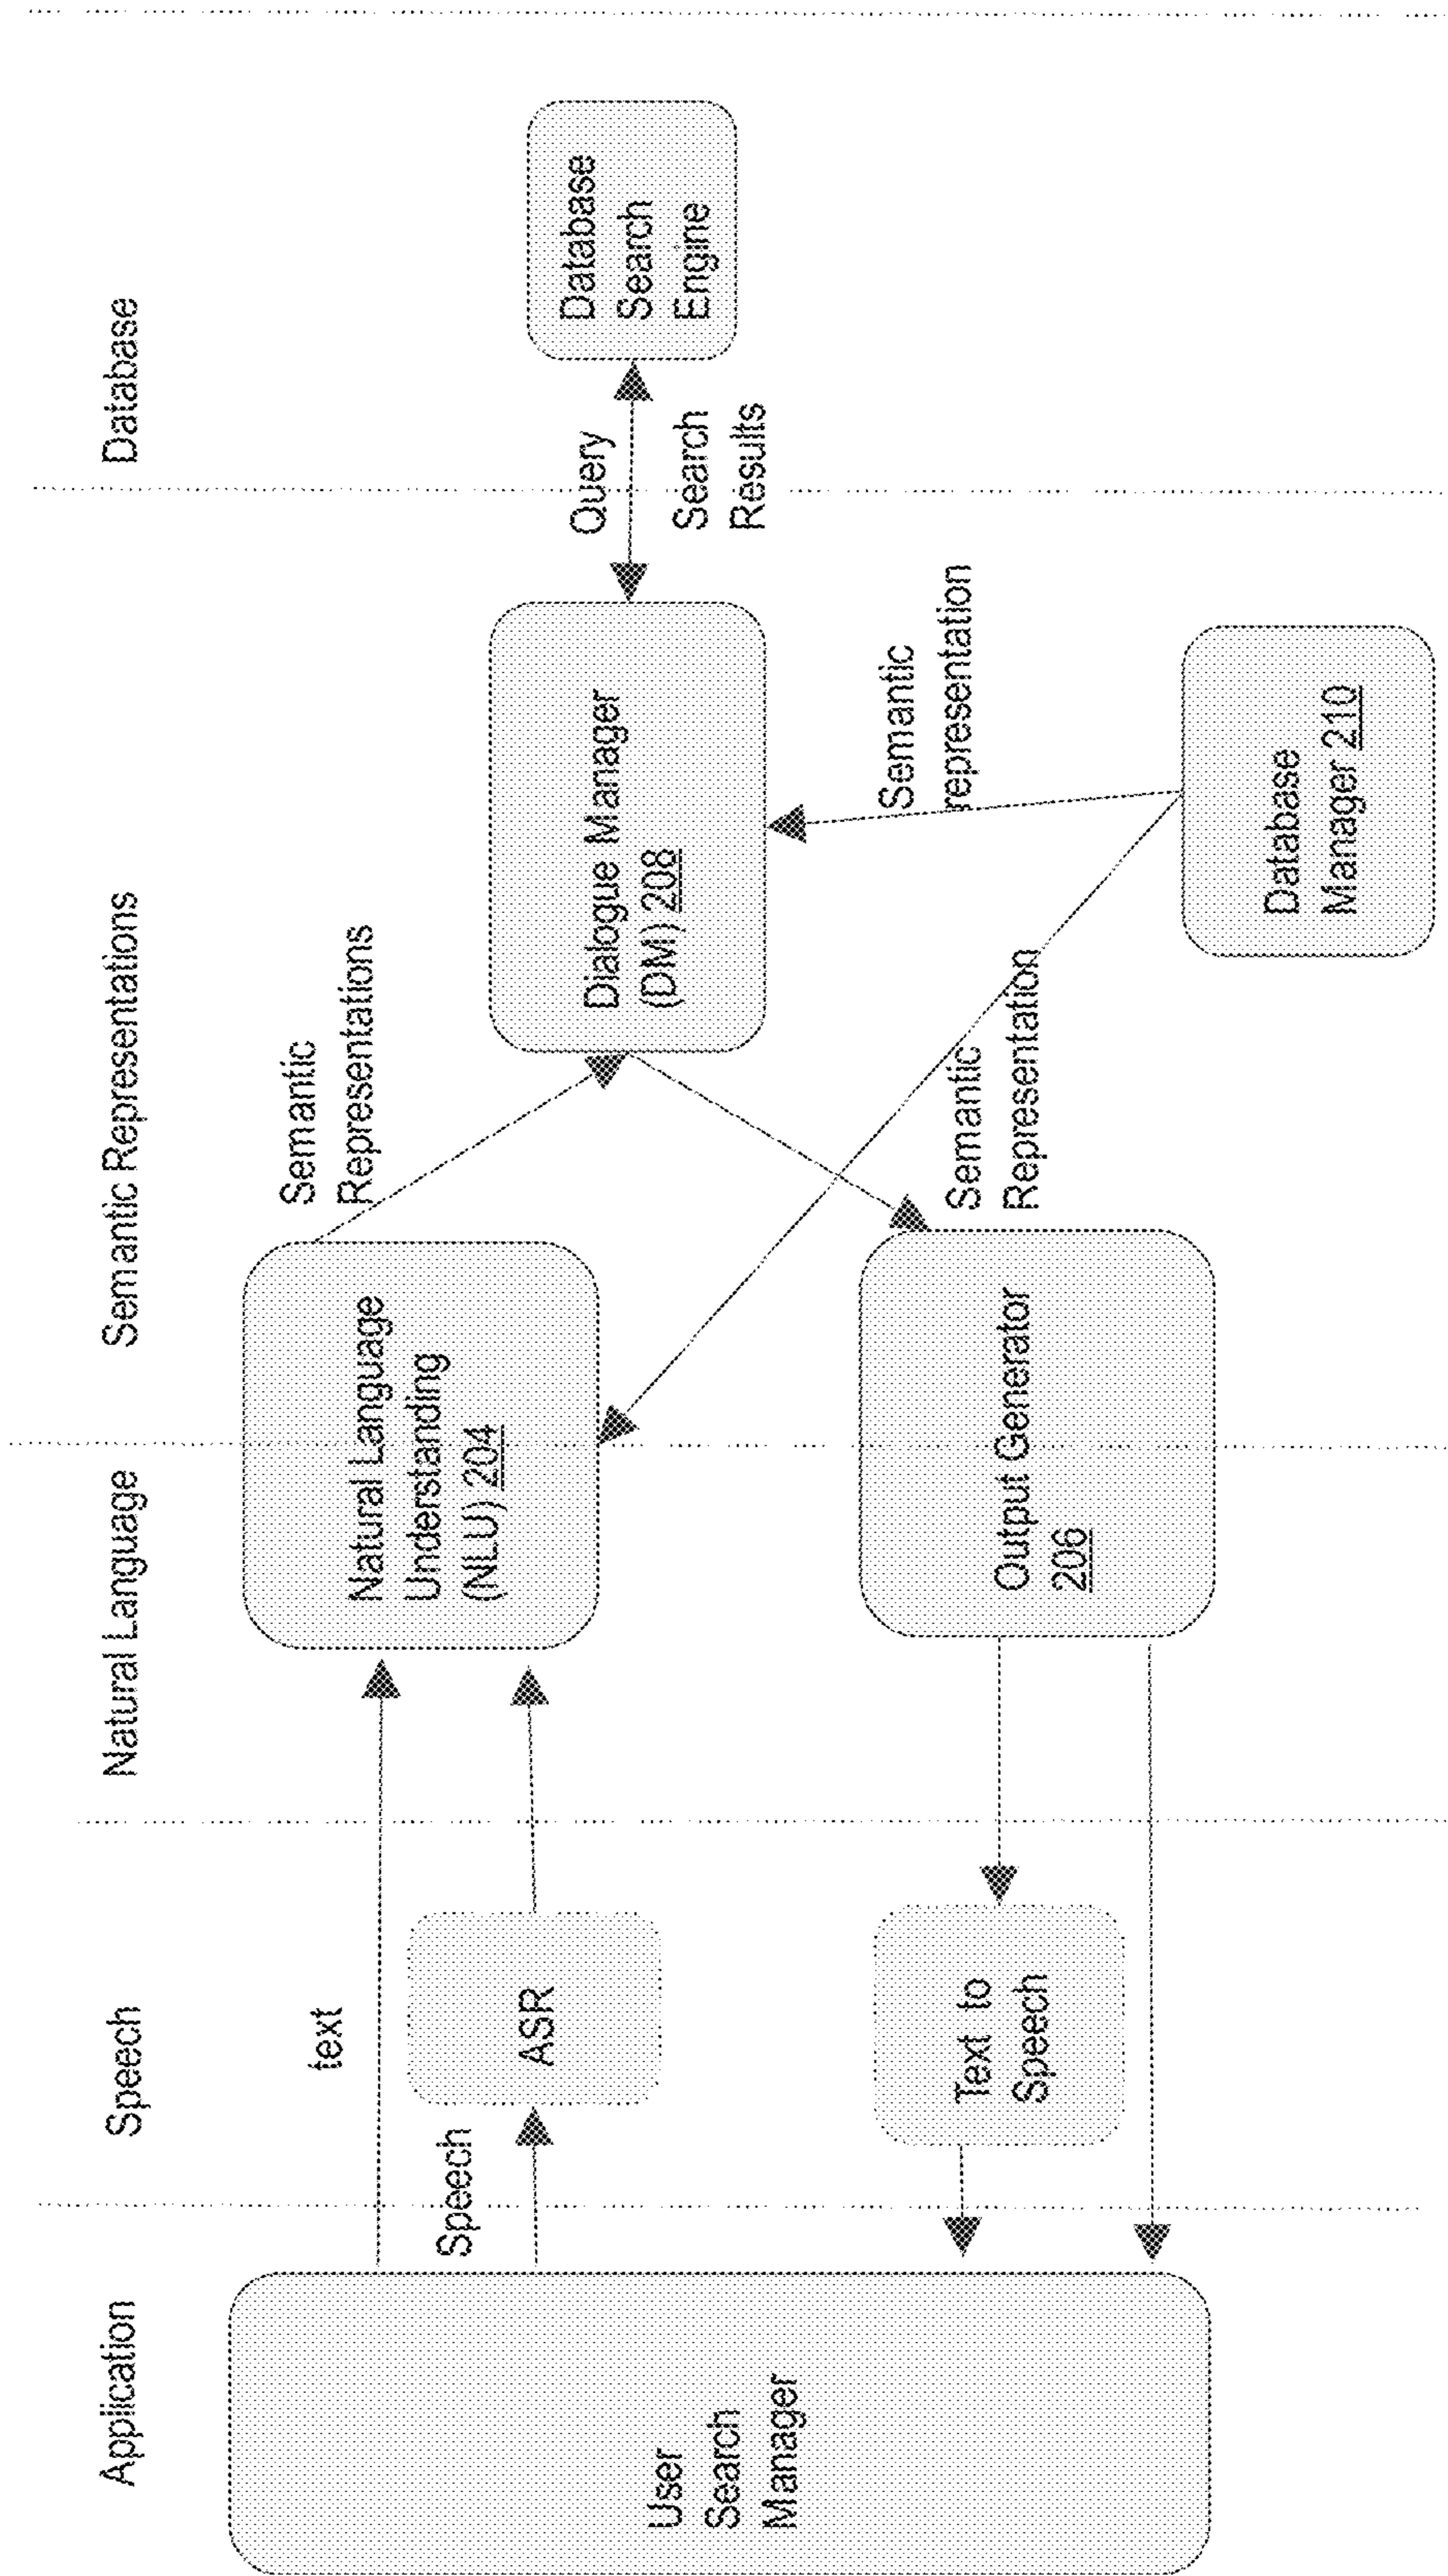 Application
Speech
Natural Language
Semantic Representations
Database
User
Search
Manager
text
Speech
ASR
Text to
Speech
Natural Language
Understanding
(NLU) 204
Output Generator
206
Semantic
Representations
Semantic
Representation
Dialogue Manager
(DM) 208
Semantic
representation
Database
Manager 210
Query
Search
Results
Database
Search
Engine